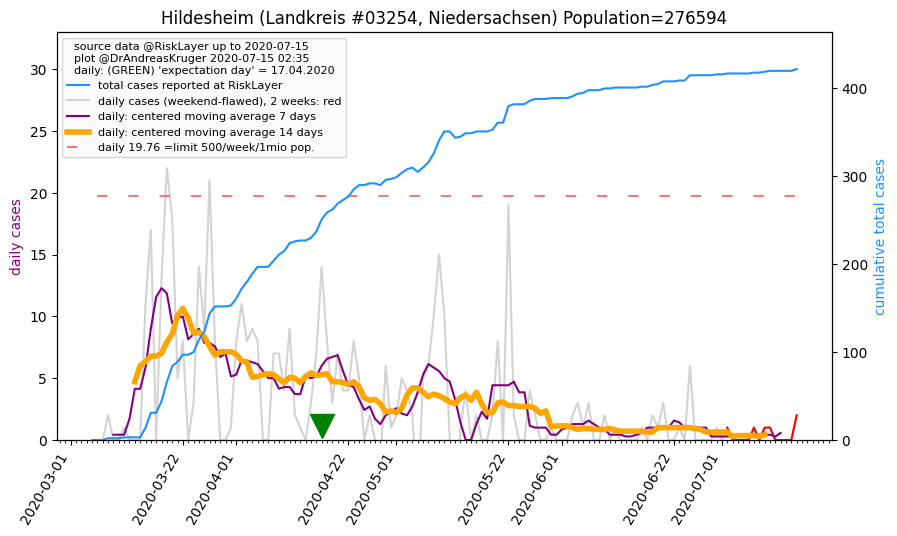 Hildesheim (Landkreis #03254, Niedersachsen) Population=276594
source data @RiskLayer up to 2020-07-15
plot @DrAndreasKruger 2020-07-15 02:35
daily: (GREEN) 'expectation day' = 17.04.2020
total cases reported at RiskLayer
daily cases (weekend-flawed), 2 weeks: red
daily: centered moving average 7 days
daily: centered moving average 14 days
daily 19.76 =limit 500/week/1mio pop.
daily cases
30
25
20
15
10
5
0
cumulative total cases
400
300
200
100
0
2020-03-01
2020-03-22
2020-04-01
2020-04-22
2020-05-01
2020-05-22
2020-06-01
2020-06-22
2020-07-01